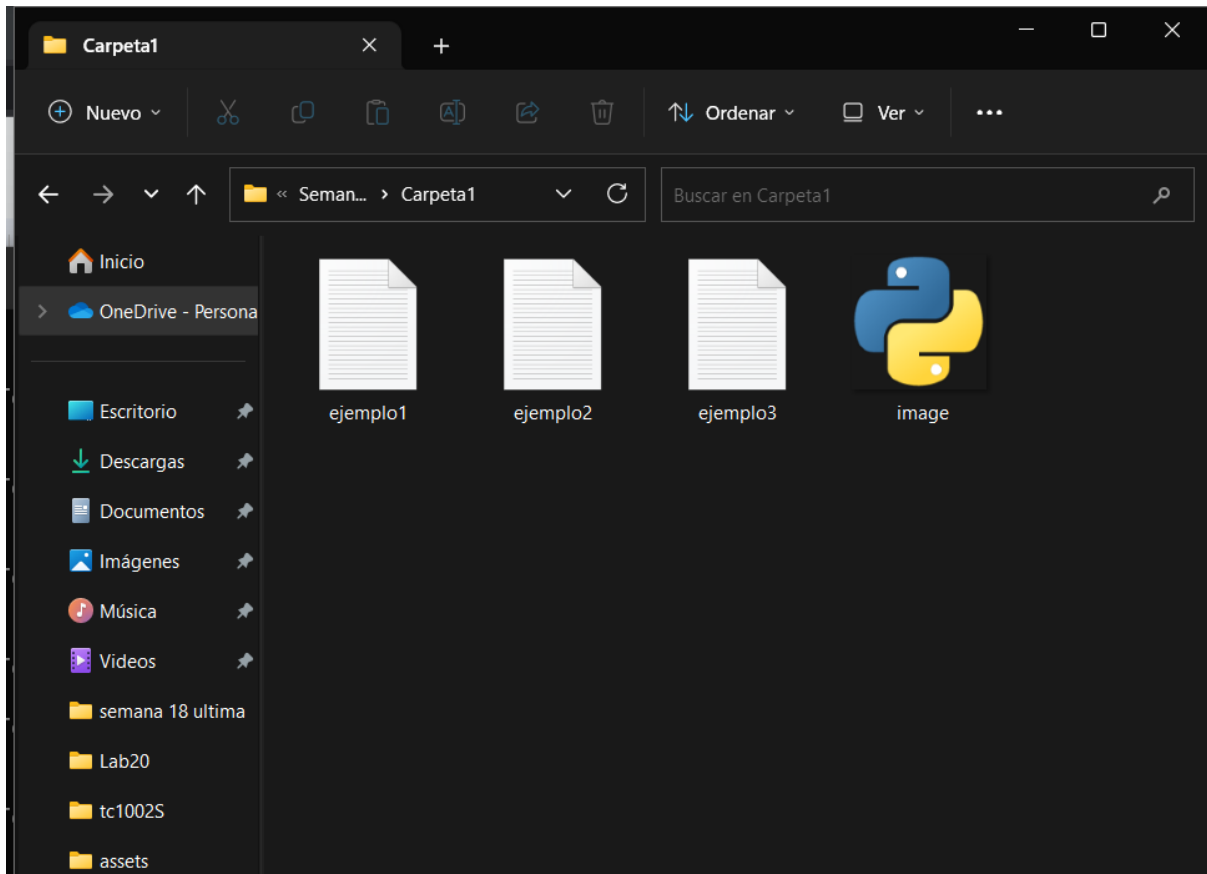 Carpeta1
Nuevo Ordenar Ver
« Seman... > Carpeta1 Buscar en Carpeta1
Inicio
OneDrive - Persona
Escritorio
Descargas
Documentos
Imágenes
Música
Videos
semana 18 ultima
Lab20
tc1002S
assets
ejemplo1 ejemplo2 ejemplo3 image